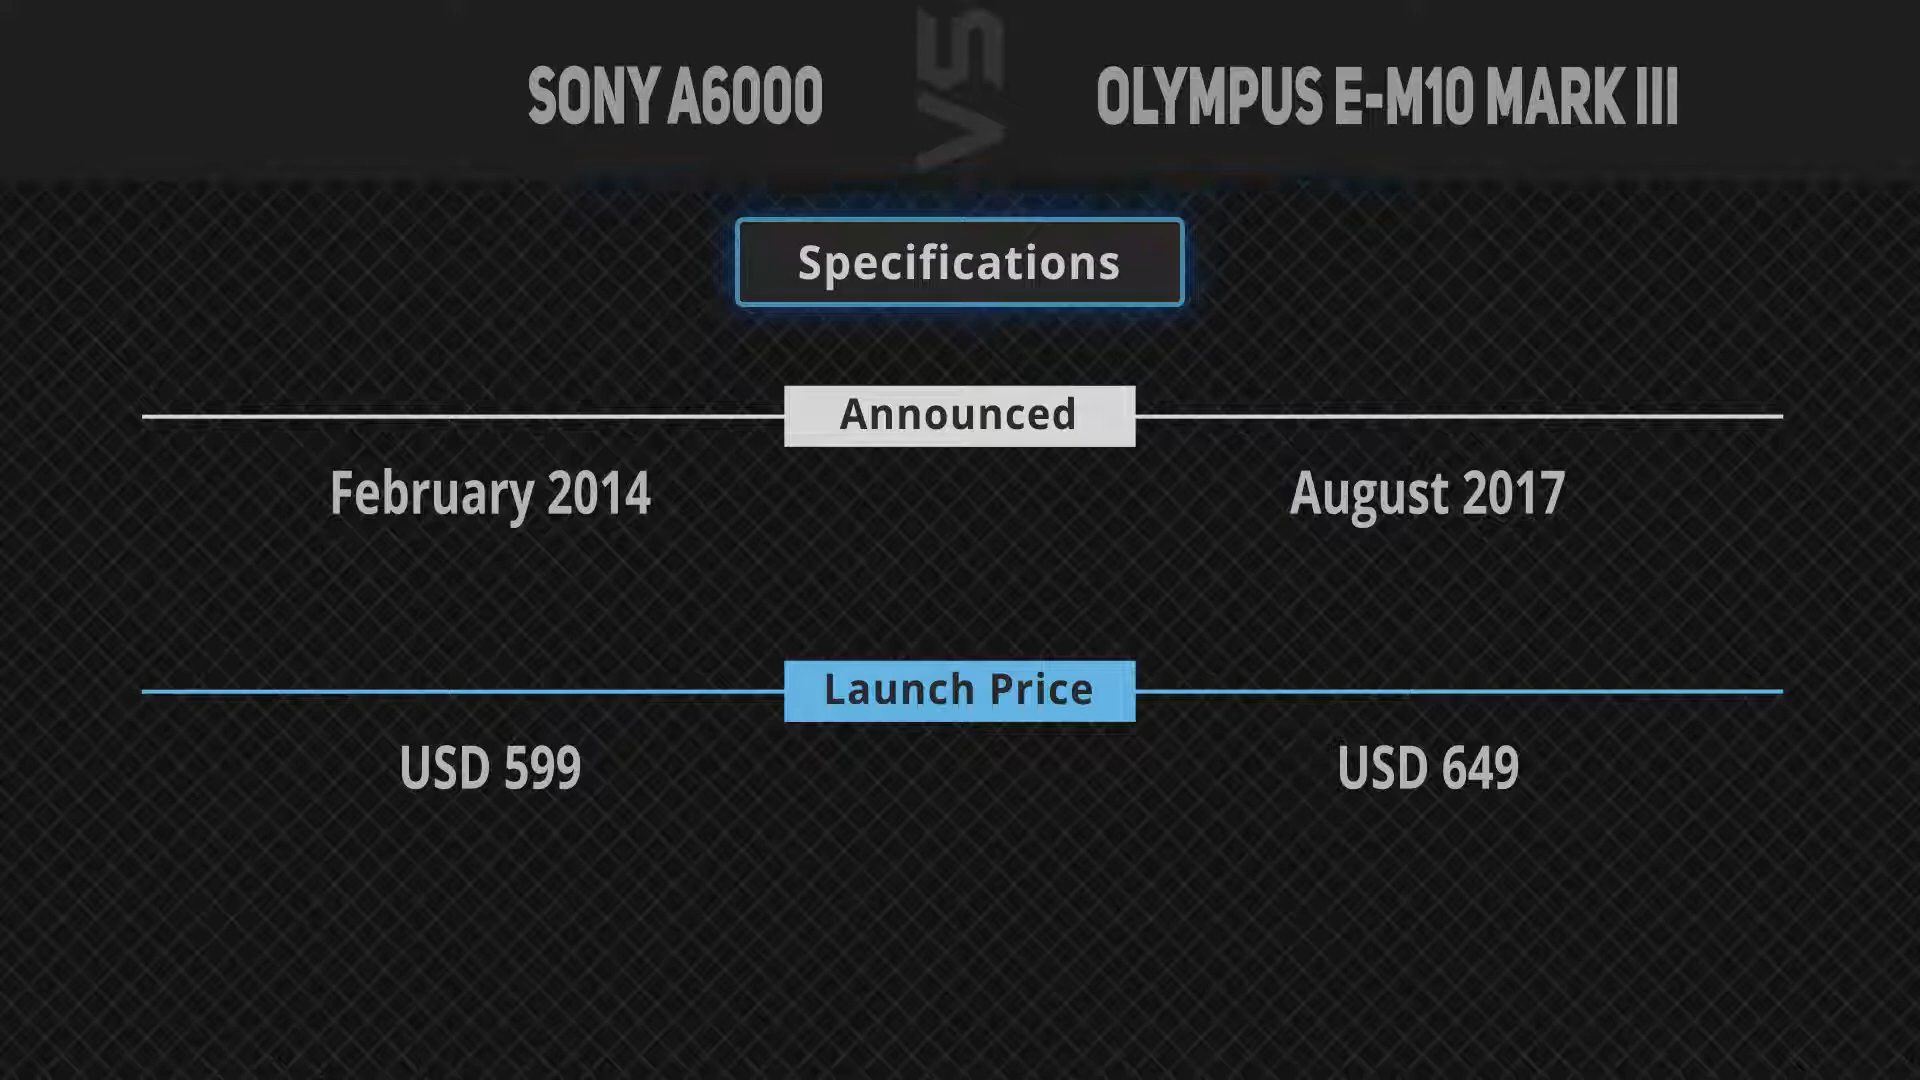 SONY A6000 VS OLYMPUS E-M10 MARK III
Specifications
Announced
February 2014 August 2017
Launch Price
USD 599 USD 649